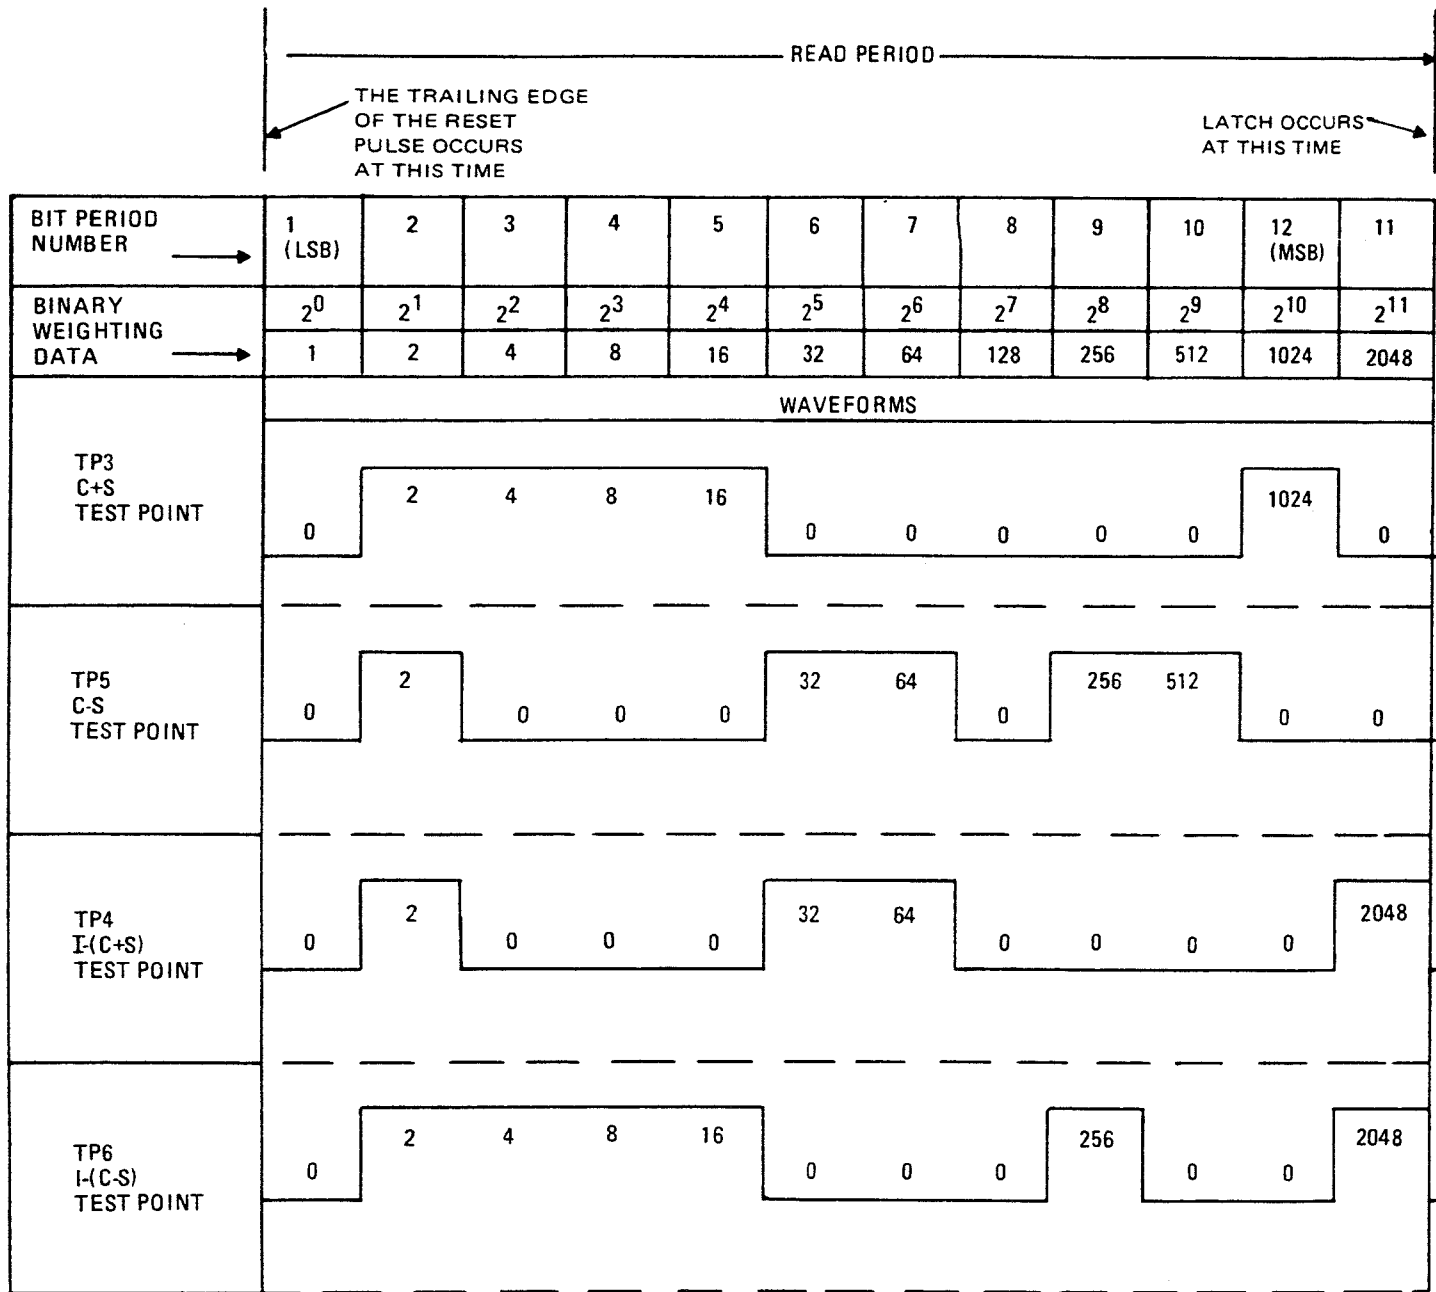 READ PERIOD
THE TRAILING EDGE
OF THE RESET
PULSE OCCURS
AT THIS TIME
LATCH OCCURS
AT THIS TIME
BIT PERIOD
NUMBER
1 2 3 4 5 6 7 8 9 10 12 11
(LSB) (MSB)
BINARY
WEIGHTING
DATA
2^0 2^1 2^2 2^3 2^4 2^5 2^6 2^7 2^8 2^9 2^10 2^11
1 2 4 8 16 32 64 128 256 512 1024 2048
WAVEFORMS
TP3
C+S
TEST POINT
0 2 4 8 16 0 0 0 0 0 1024 0
TP5
C-S
TEST POINT
0 2 0 0 0 32 64 0 256 512 0 0
TP4
I-(C+S)
TEST POINT
0 2 0 0 0 32 64 0 0 0 0 2048
TP6
I-(C-S)
TEST POINT
0 2 4 8 16 0 0 0 256 0 0 2048